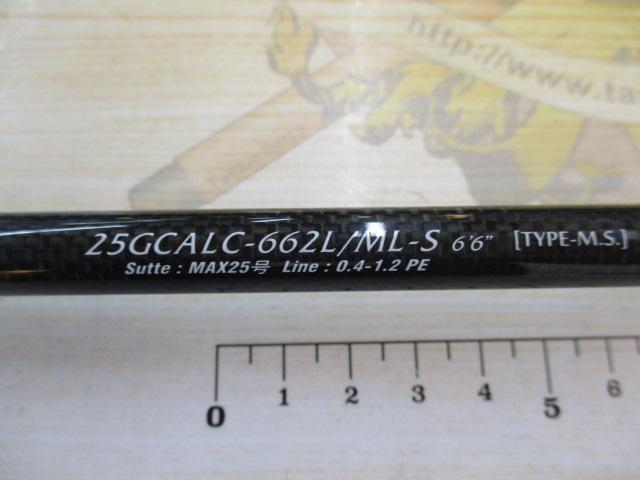 http://www.ta
25GCALC-662L/ML-S 6'6" [TYPE-M.S.]
Sutte : MAX25号 Line : 0.4-1.2 PE
0 1 2 3 4 5 6